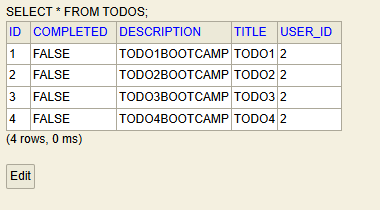 SELECT * FROM TODOS;
ID COMPLETED DESCRIPTION TITLE USER_ID
1 FALSE TODO1BOOTCAMP TODO1 2
2 FALSE TODO2BOOTCAMP TODO2 2
3 FALSE TODO3BOOTCAMP TODO3 2
4 FALSE TODO4BOOTCAMP TODO4 2
(4 rows, 0 ms)
Edit